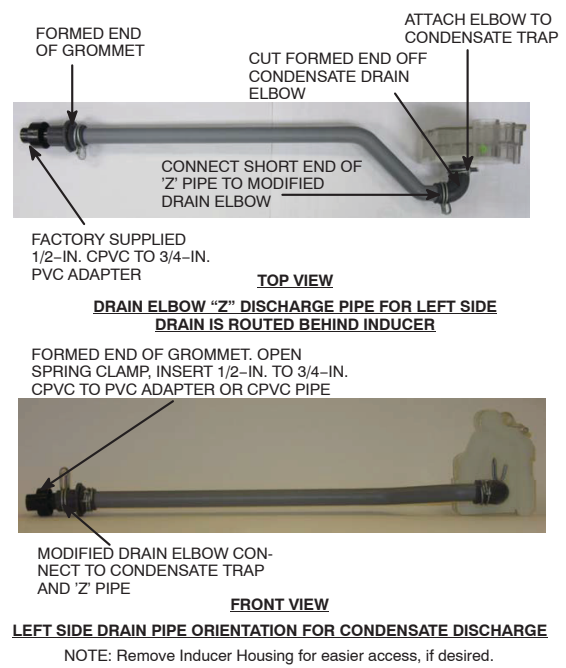 FORMED END
OF GROMMET
ATTACH ELBOW TO
CONDENSATE TRAP
CUT FORMED END OFF
CONDENSATE DRAIN
ELBOW
CONNECT SHORT END OF
'Z' PIPE TO MODIFIED
DRAIN ELBOW
FACTORY SUPPLIED
1/2–IN. CPVC TO 3/4–IN.
PVC ADAPTER
TOP VIEW
DRAIN ELBOW “Z” DISCHARGE PIPE FOR LEFT SIDE
DRAIN IS ROUTED BEHIND INDUCER
FORMED END OF GROMMET. OPEN
SPRING CLAMP, INSERT 1/2–IN. TO 3/4–IN.
CPVC TO PVC ADAPTER OR CPVC PIPE
MODIFIED DRAIN ELBOW CON-
NECT TO CONDENSATE TRAP
AND 'Z' PIPE
FRONT VIEW
LEFT SIDE DRAIN PIPE ORIENTATION FOR CONDENSATE DISCHARGE
NOTE: Remove Inducer Housing for easier access, if desired.